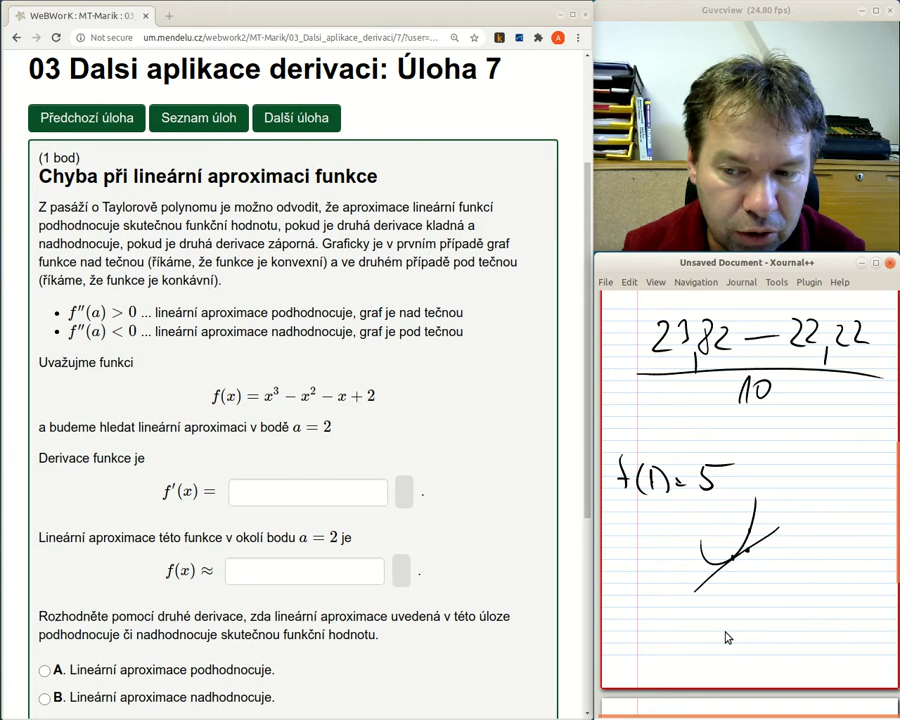 WeBWorK : MT-Marik : 03_
Guvcview (24.80 fps)
Not secure
um.mendelu.cz/webwork2/MT-Marik/03_Dalsi_aplikace_derivaci/7/?user=...
03 Dalsi aplikace derivaci: Úloha 7
Předchozí úloha
Seznam úloh
Další úloha
(1 bod)
Chyba při lineární aproximaci funkce
Z pasáží o Taylorově polynomu je možno odvodit, že aproximace lineární funkcí
podhodnocuje skutečnou funkční hodnotu, pokud je druhá derivace kladná a
nadhodnocuje, pokud je druhá derivace záporná. Graficky je v prvním případě graf
funkce nad tečnou (říkáme, že funkce je konvexní) a ve druhém případě pod tečnou
(říkáme, že funkce je konkávní).
• f''(a) > 0 ... lineární aproximace podhodnocuje, graf je nad tečnou
• f''(a) < 0 ... lineární aproximace nadhodnocuje, graf je pod tečnou
Uvažujme funkci
f(x) = x³ − x² − x + 2
a budeme hledat lineární aproximaci v bodě a = 2
Derivace funkce je
f'(x) = .
Lineární aproximace této funkce v okolí bodu a = 2 je
f(x) ≈ .
Rozhodněte pomocí druhé derivace, zda lineární aproximace uvedená v této úloze
podhodnocuje či nadhodnocuje skutečnou funkční hodnotu.
A. Lineární aproximace podhodnocuje.
B. Lineární aproximace nadhodnocuje.
Unsaved Document - Xournal++
File Edit View Navigation Journal Tools Plugin Help
23,82 — 22,22
10
f(1) = 5